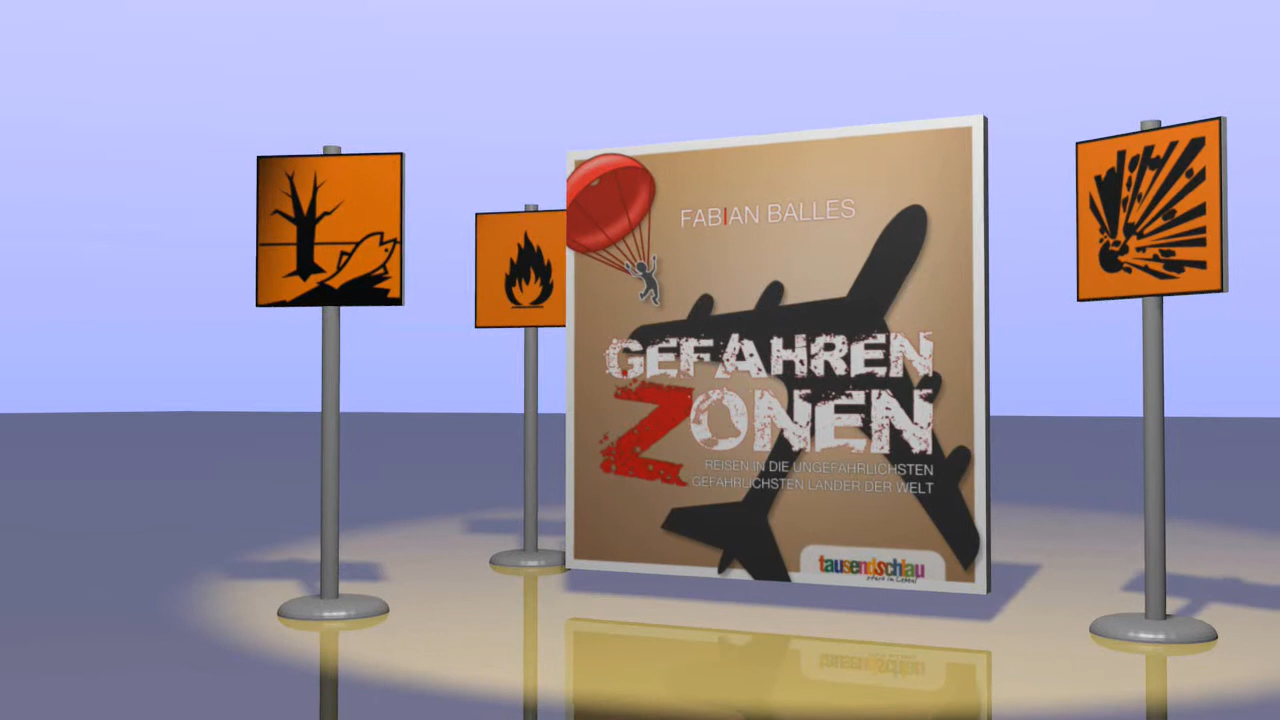 FABIAN BALLES
GEFAHREN
ZONEN
REISEN IN DIE UNGEFÄHRLICHSTEN
GEFÄHRLICHSTEN LÄNDER DER WELT
tausendschlau